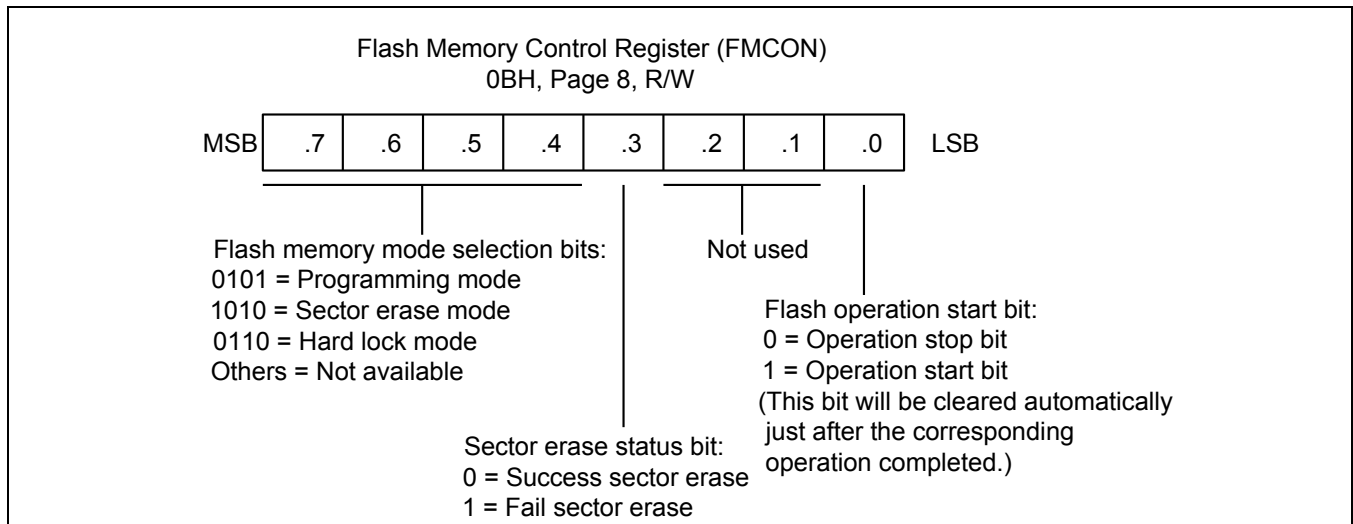 Flash Memory Control Register (FMCON)
0BH, Page 8, R/W
MSB .7 .6 .5 .4 .3 .2 .1 .0 LSB
Flash memory mode selection bits:
0101 = Programming mode
1010 = Sector erase mode
0110 = Hard lock mode
Others = Not available
Not used
Flash operation start bit:
0 = Operation stop bit
1 = Operation start bit
(This bit will be cleared automatically
just after the corresponding
operation completed.)
Sector erase status bit:
0 = Success sector erase
1 = Fail sector erase